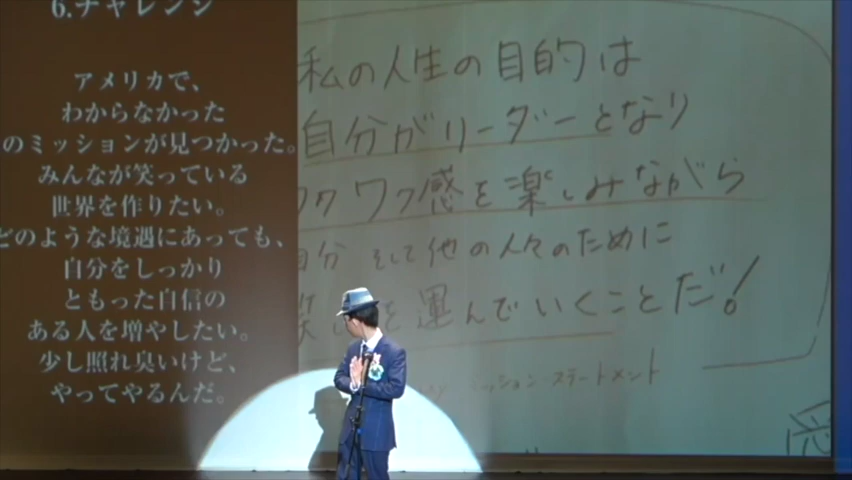 6.チャレンジ
アメリカで、
わからなかった
のミッションが見つかった。
みんなが笑っている
世界を作りたい。
どのような境遇にあっても、
自分をしっかり
ともった自信の
ある人を増やしたい。
少し照れ臭いけど、
やってやるんだ。
私の人生の目的は
自分がリーダーとなり
ワクワク感を楽しみながら
自分 そして他の人々のために
を運んでいくことだ!
ッション ステートメント